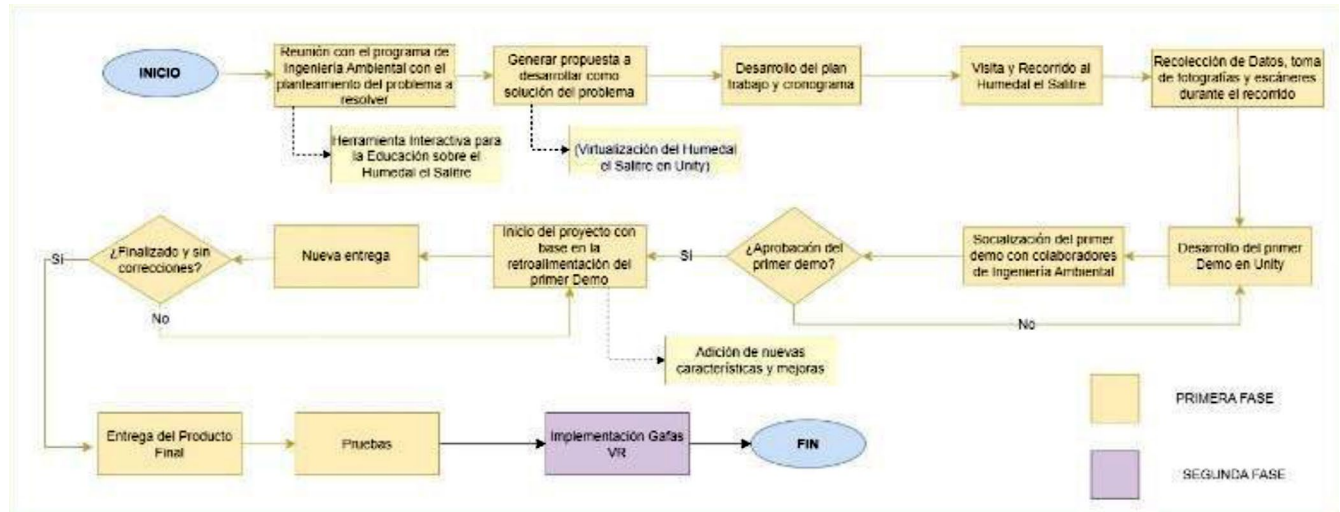 INICIO
Reunión con el programa de
Ingeniería Ambiental con el
planteamiento del problema a
resolver
Generar propuesta a
desarrollar como
solución del problema
Desarrollo del plan
trabajo y cronograma
Visita y Recorrido al
Humedal el Salitre
Recolección de Datos, toma
de fotografías y escáneres
durante el recorrido
Herramienta Interactiva para
la Educación sobre el
Humedal el Salitre
(Virtualización del Humedal
el Salitre en Unity)
Desarrollo del primer
Demo en Unity
Socialización del primer
demo con colaboradores
de Ingeniería Ambiental
¿Aprobación del
primer demo?
No
Sí
Inicio del proyecto con
base en la
retroalimentación del
primer Demo
Adición de nuevas
características y mejoras
Nueva entrega
¿Finalizado y sin
correcciones?
No
Sí
Entrega del Producto
Final
Pruebas
Implementación Gafas
VR
FIN
PRIMERA FASE
SEGUNDA FASE